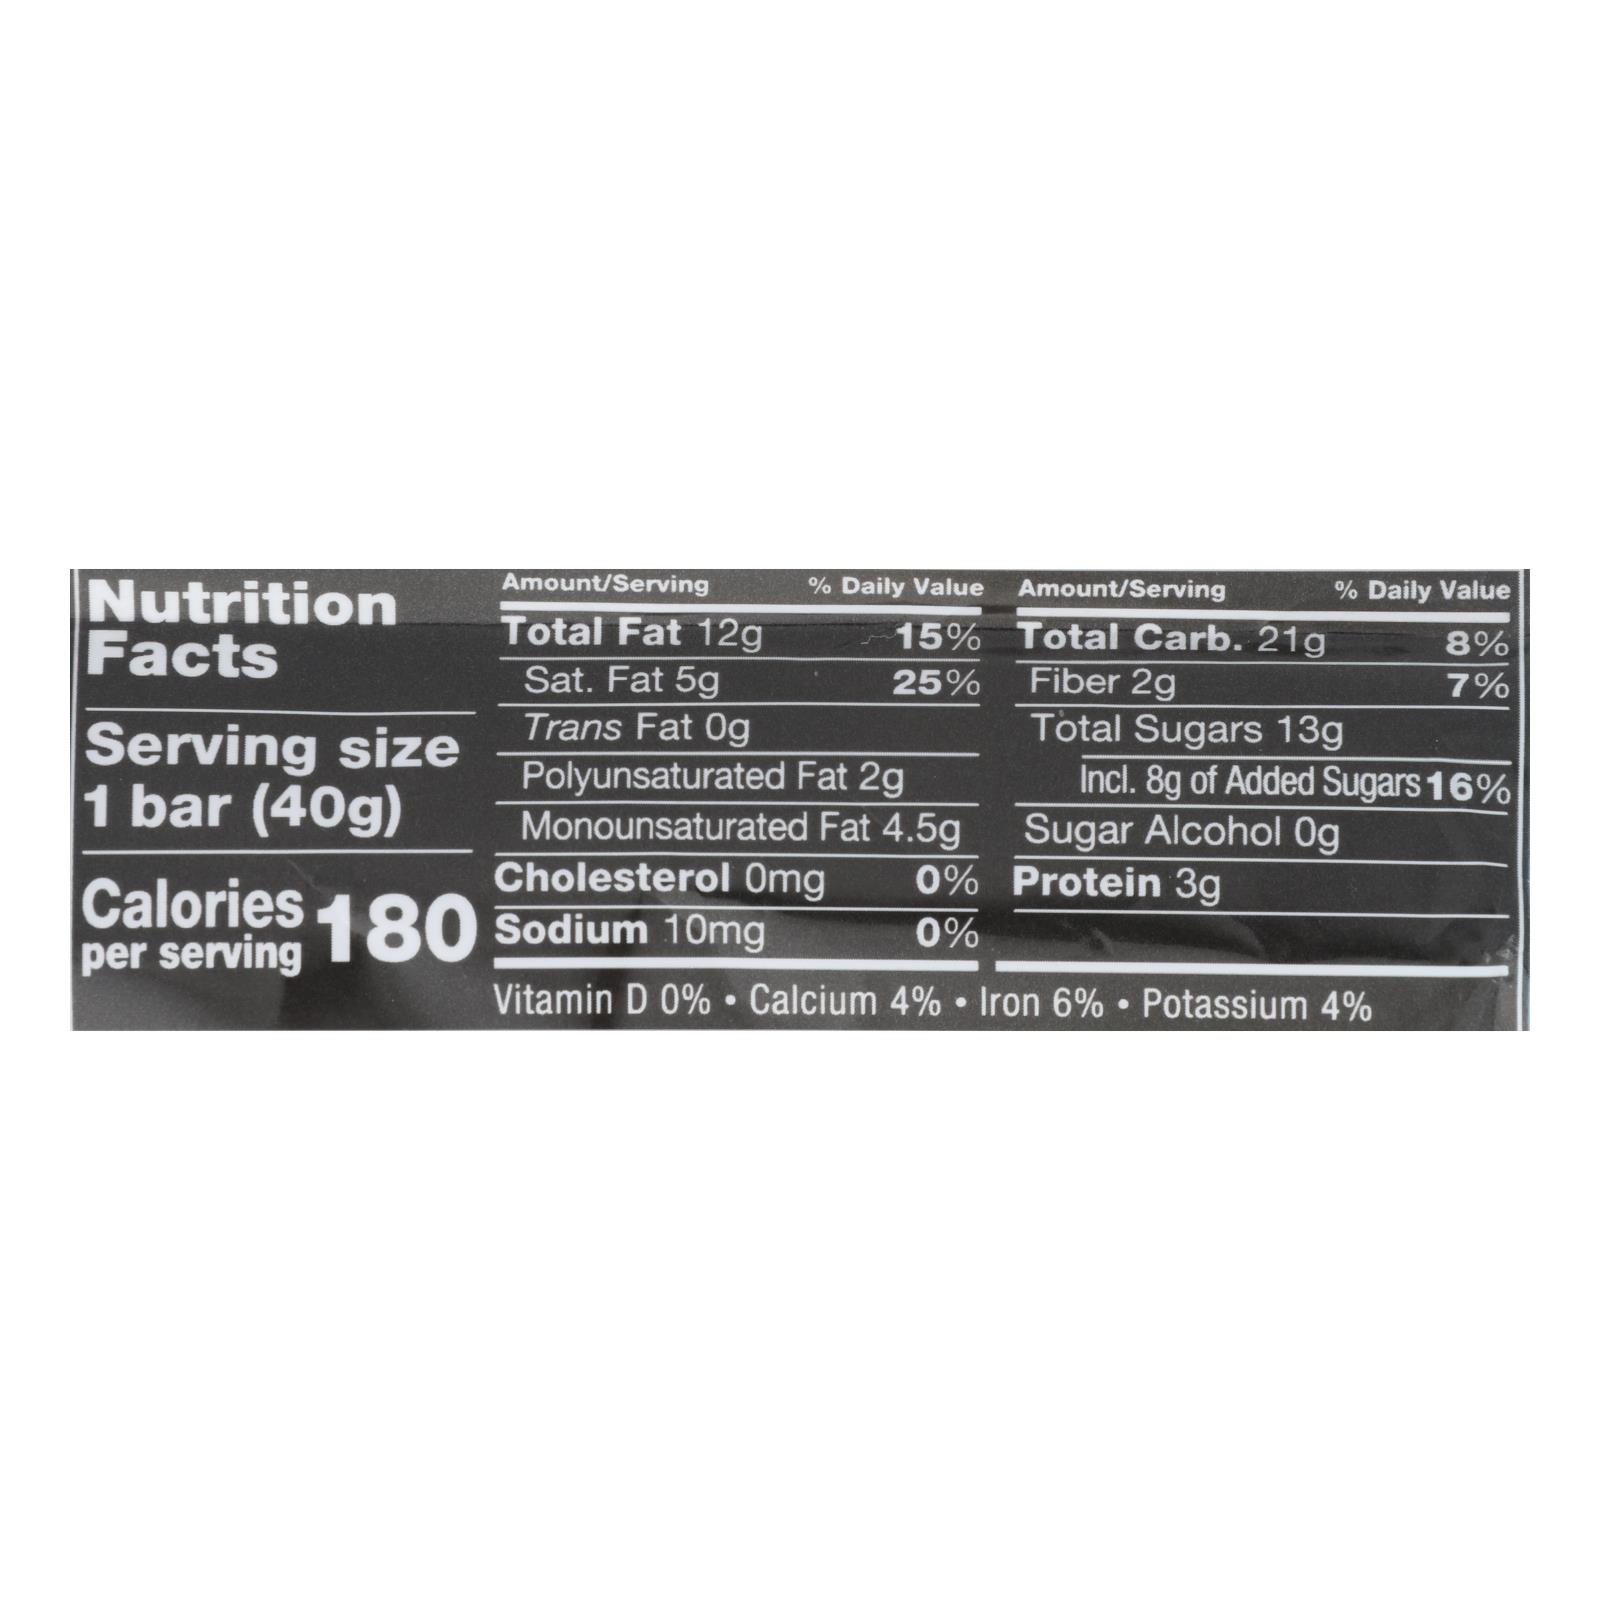 Nutrition
Facts
Serving size
1 bar (40g)
Calories
per serving
180
Amount/Serving % Daily Value
Total Fat 12g 15%
Sat. Fat 5g 25%
Trans Fat 0g
Polyunsaturated Fat 2g
Monounsaturated Fat 4.5g
Cholesterol 0mg 0%
Sodium 10mg 0%
Amount/Serving % Daily Value
Total Carb. 21g 8%
Fiber 2g 7%
Total Sugars 13g
Incl. 8g of Added Sugars 16%
Sugar Alcohol 0g
Protein 3g
Vitamin D 0% • Calcium 4% • Iron 6% • Potassium 4%